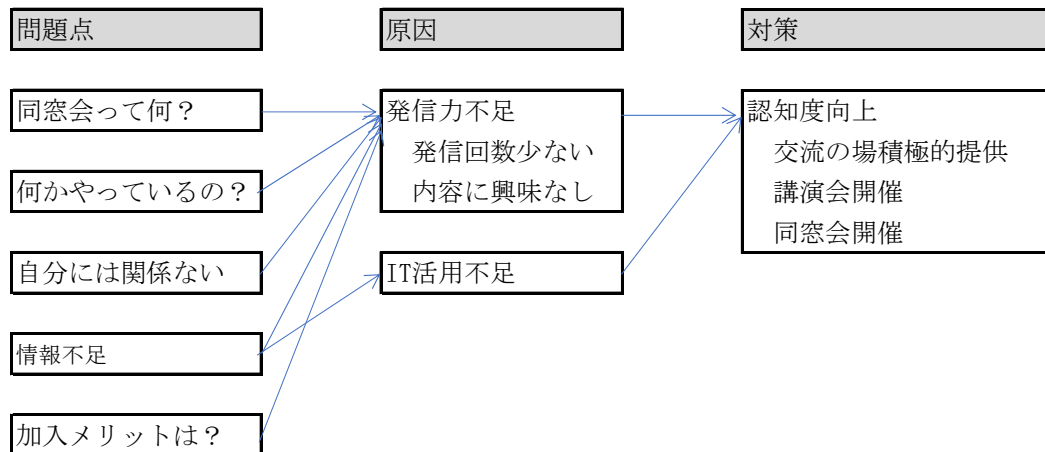 問題点
原因
対策
同窓会って何？
何かやっているの？
自分には関係ない
情報不足
加入メリットは？
発信力不足
発信回数少ない
内容に興味なし
IT活用不足
認知度向上
交流の場積極的提供
講演会開催
同窓会開催